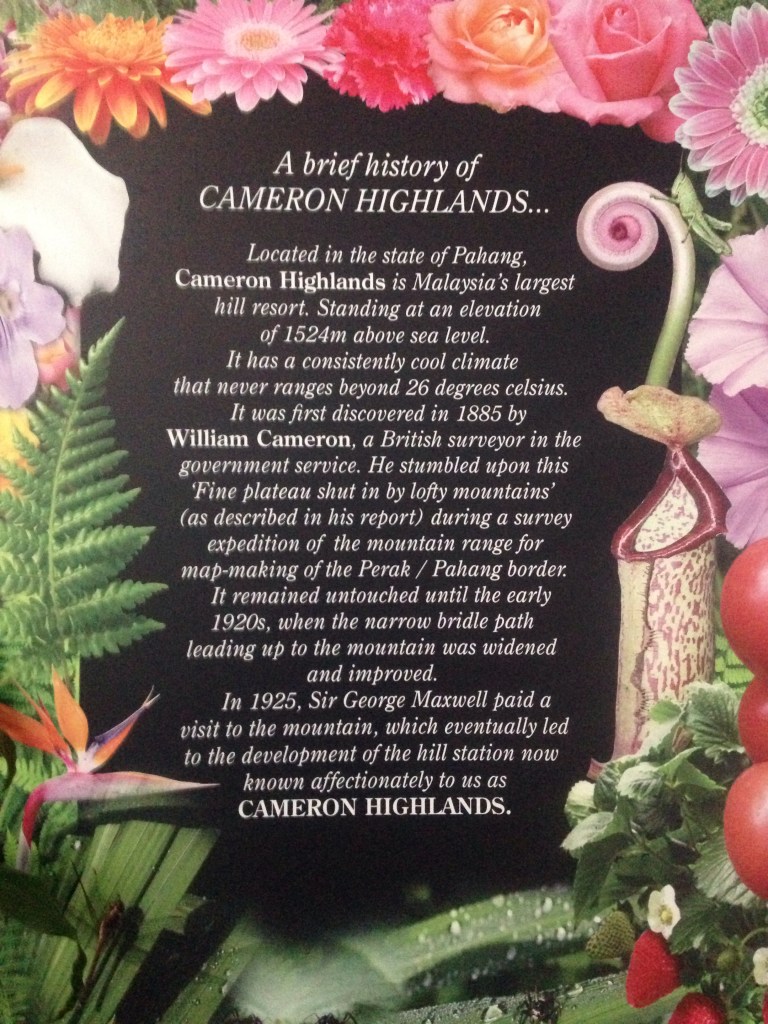 A brief history of
CAMERON HIGHLANDS...
Located in the state of Pahang,
Cameron Highlands is Malaysia's largest
hill resort. Standing at an elevation
of 1524m above sea level.
It has a consistently cool climate
that never ranges beyond 26 degrees celsius.
It was first discovered in 1885 by
William Cameron, a British surveyor in the
government service. He stumbled upon this
'Fine plateau shut in by lofty mountains'
(as described in his report) during a survey
expedition of the mountain range for
map-making of the Perak / Pahang border.
It remained untouched until the early
1920s, when the narrow bridle path
leading up to the mountain was widened
and improved.
In 1925, Sir George Maxwell paid a
visit to the mountain, which eventually led
to the development of the hill station now
known affectionately to us as
CAMERON HIGHLANDS.